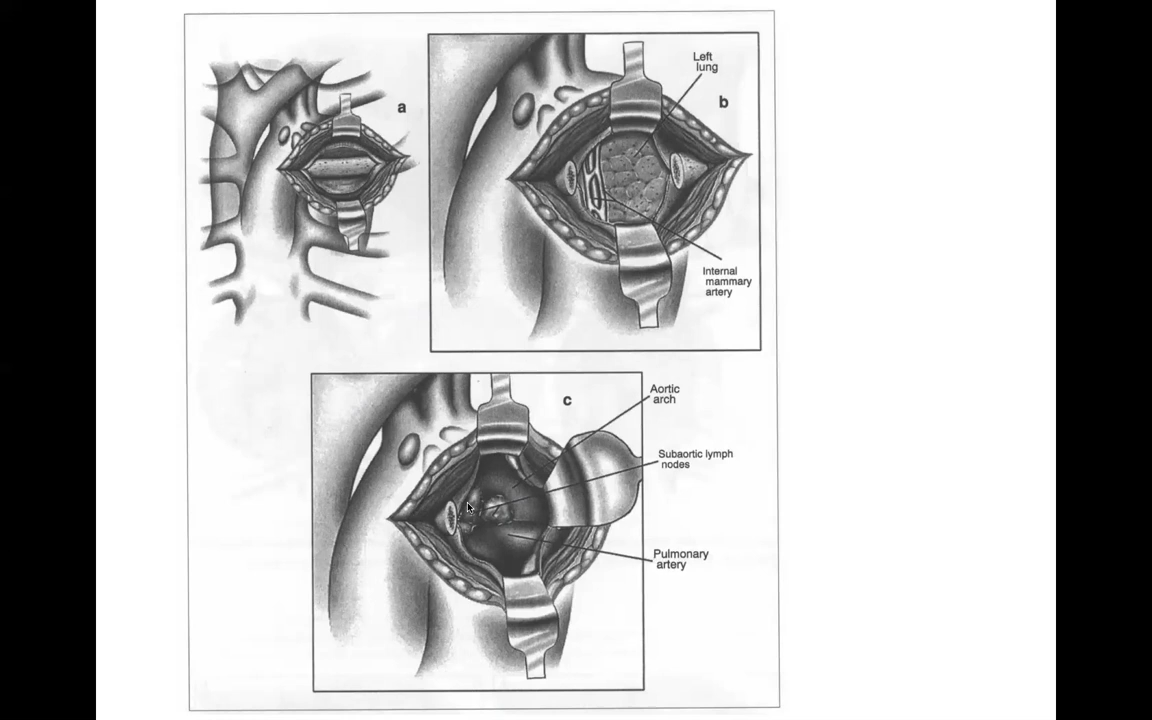 a
b
Left
lung
Internal
mammary
artery
c
Aortic
arch
Subaortic lymph
nodes
Pulmonary
artery